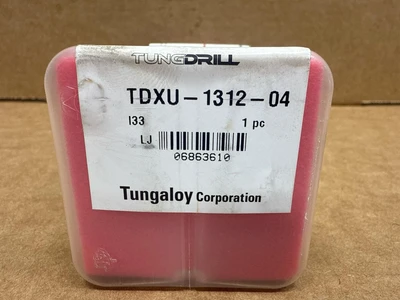 TUNGDRILL
TDXU-1312-04
I33 1 pc
LJ
06863610
Tungaloy Corporation